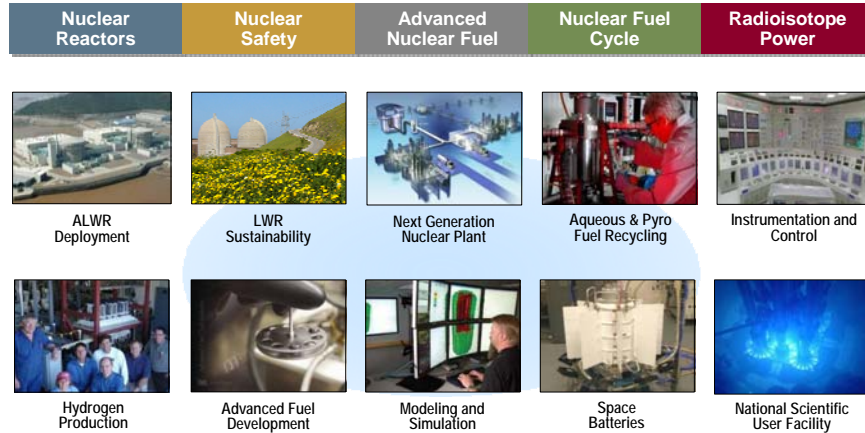 Nuclear
Reactors
Nuclear
Safety
Advanced
Nuclear Fuel
Nuclear Fuel
Cycle
Radioisotope
Power
ALWR
Deployment
LWR
Sustainability
Next Generation
Nuclear Plant
Aqueous & Pyro
Fuel Recycling
Instrumentation and
Control
Hydrogen
Production
Advanced Fuel
Development
Modeling and
Simulation
Space
Batteries
National Scientific
User Facility